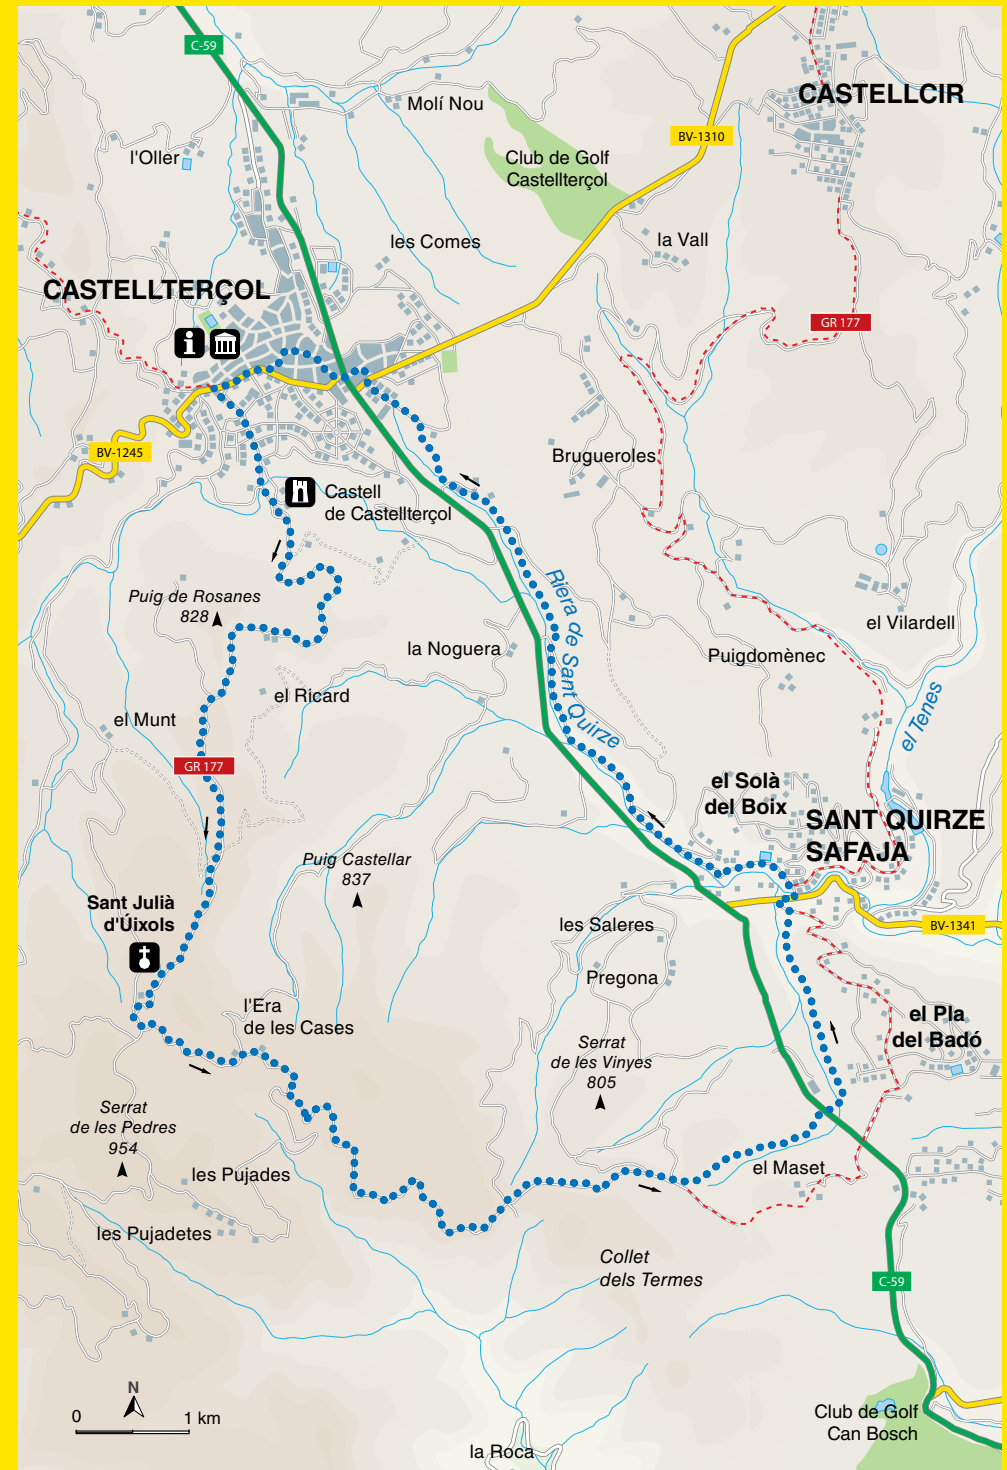 C-59
CASTELLCIR
Molí Nou
BV-1310
l'Oller
Club de Golf
Castellterçol
les Comes
la Vall
CASTELLTERÇOL
GR 177
i
BV-1245
Brugueroles
Castell
de Castellterçol
Riera de Sant Quirze
Puig de Rosanes
828
el Vilardell
la Noguera
Puigdomènec
el Ricard
el Tenes
el Munt
GR 177
el Solà
del Boix
SANT QUIRZE
SAFAJA
Puig Castellar
837
Sant Julià
d'Úixols
les Saleres
BV-1341
Pregona
l'Era
de les Cases
el Pla
del Badó
Serrat
de les Vinyes
805
Serrat
de les Pedres
954
les Pujades
el Maset
les Pujadetes
Collet
dels Termes
C-59
N
0 1 km
Club de Golf
Can Bosch
la Roca